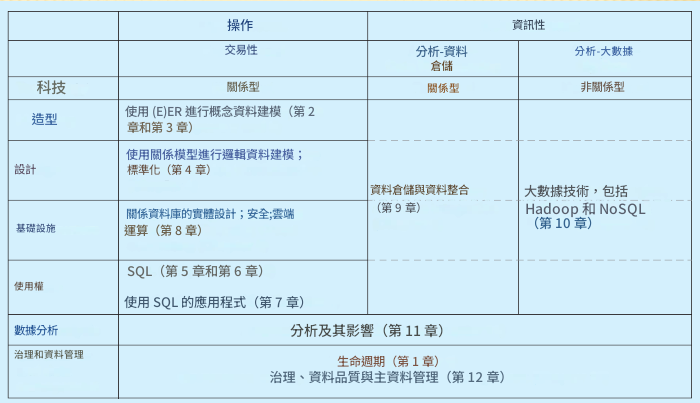 操作
資訊性
交易性
分析-資料
倉儲
分析-大數據
科技
關係型
關係型
非關係型
造型
使用 (E)ER 進行概念資料建模（第 2
章和第 3 章）
設計
使用關係模型進行邏輯資料建模；
標準化（第 4 章）
資料倉儲與資料整合
（第 9 章）
大數據技術，包括
Hadoop 和 NoSQL
（第 10 章）
基礎設施
關係資料庫的實體設計；安全;雲端
運算（第 8 章）
使用權
SQL（第 5 章和第 6 章）
使用 SQL 的應用程式（第 7 章）
數據分析
分析及其影響（第 11 章）
治理和資料管理
生命週期（第 1 章）
治理、資料品質與主資料管理（第 12 章）